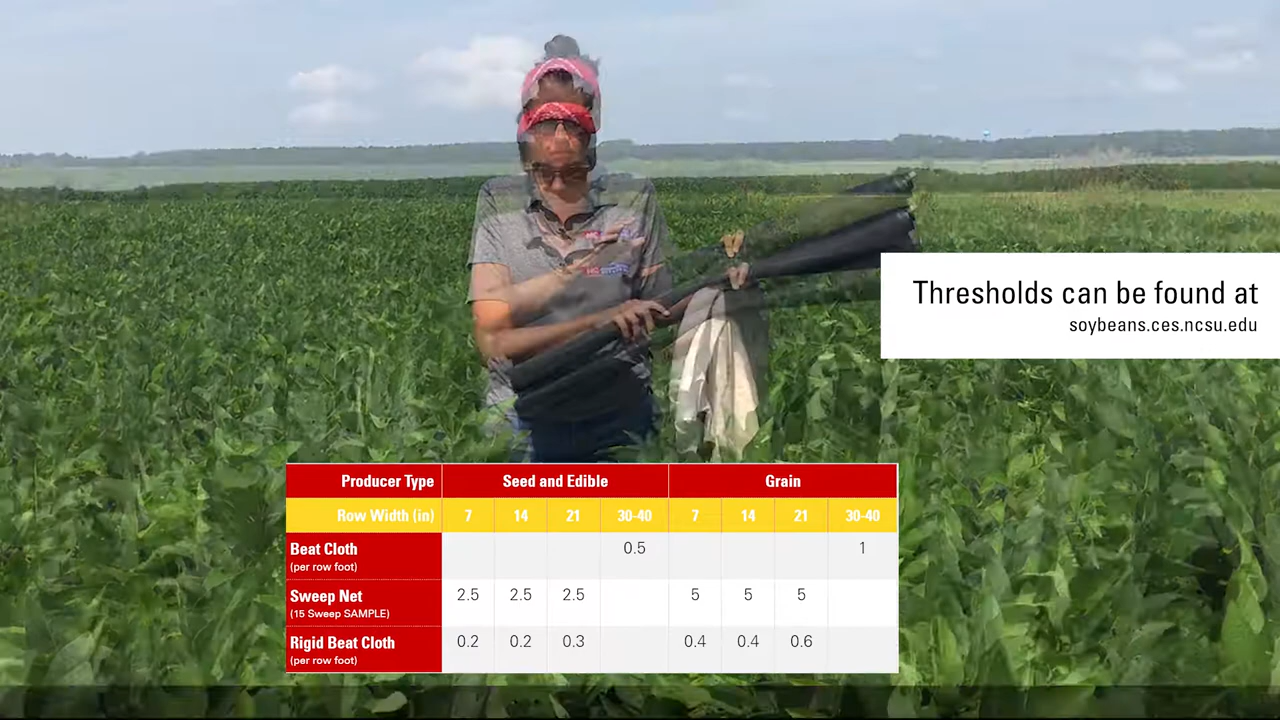 Thresholds can be found at
soybeans.ces.ncsu.edu
Producer Type Seed and Edible Grain
Row Width (in) 7 14 21 30-40 7 14 21 30-40
Beat Cloth 0.5 1
(per row foot)
Sweep Net 2.5 2.5 2.5 5 5 5
(15 Sweep SAMPLE)
Rigid Beat Cloth 0.2 0.2 0.3 0.4 0.4 0.6
(per row foot)